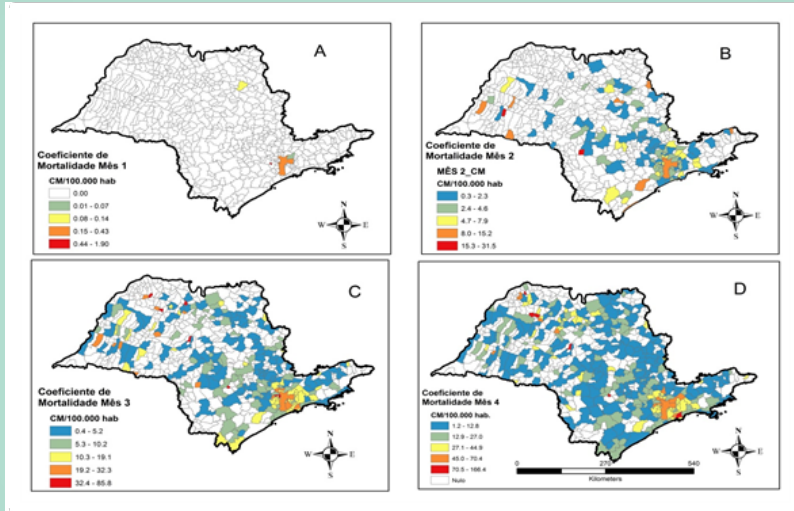 A
Coeficiente de
Mortalidade Mês 1
CM/100.000 hab
0.00
0.01 - 0.07
0.08 - 0.14
0.15 - 0.43
0.44 - 1.90
N
W E
S
B
Coeficiente de
Mortalidade Mês 2
MÊS 2_CM
CM/100.000 hab
0.3 - 2.3
2.4 - 4.6
4.7 - 7.9
8.0 - 15.2
15.3 - 31.5
N
W E
S
C
Coeficiente de
Mortalidade Mês 3
CM/100.000 hab
0.4 - 5.2
5.3 - 10.2
10.3 - 19.1
19.2 - 32.3
32.4 - 85.8
N
W E
S
D
Coeficiente de
Mortalidade Mês 4
CM/100.000 hab.
1.2 - 12.8
12.9 - 27.0
27.1 - 44.9
45.0 - 70.4
70.5 - 166.4
Nulo
0 270 540
Kilometers
N
W E
S